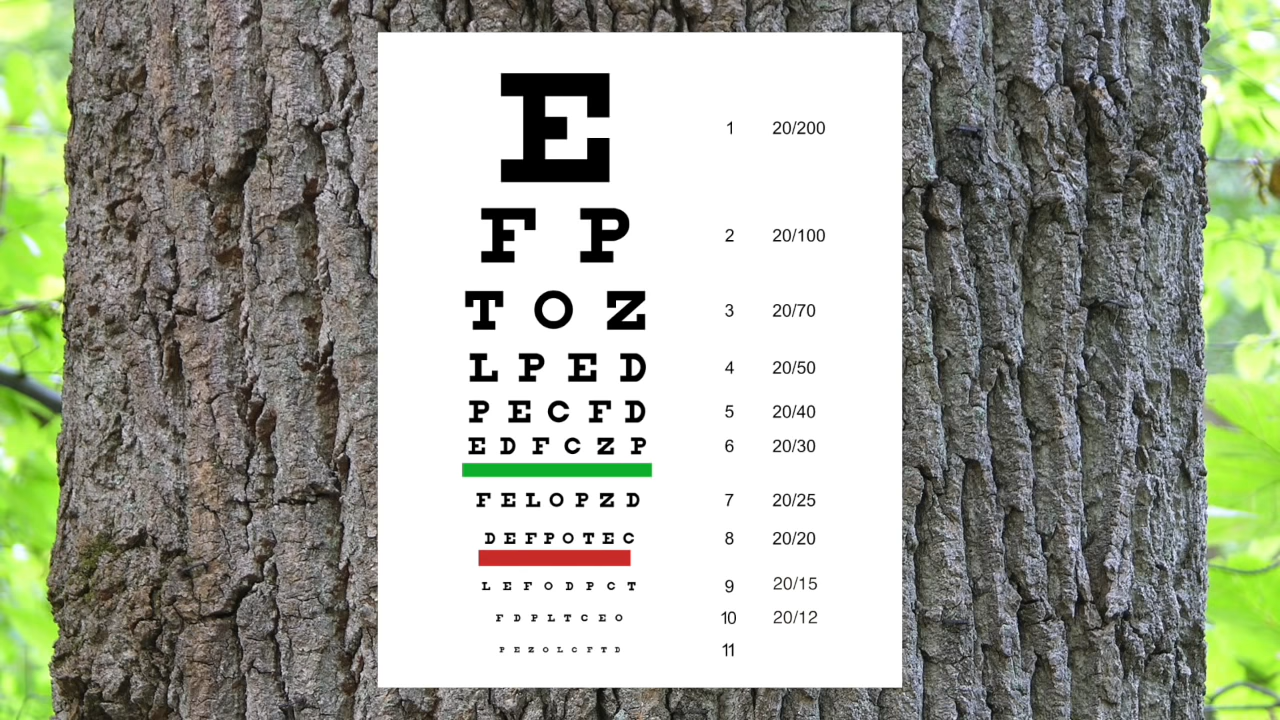 E 1 20/200
F P 2 20/100
T O Z 3 20/70
L P E D 4 20/50
P E C F D 5 20/40
E D F C Z P 6 20/30
F E L O P Z D 7 20/25
D E F P O T E C 8 20/20
L E F O D P C T 9 20/15
F D P L T C E O 10 20/12
P E Z O L C F T D 11